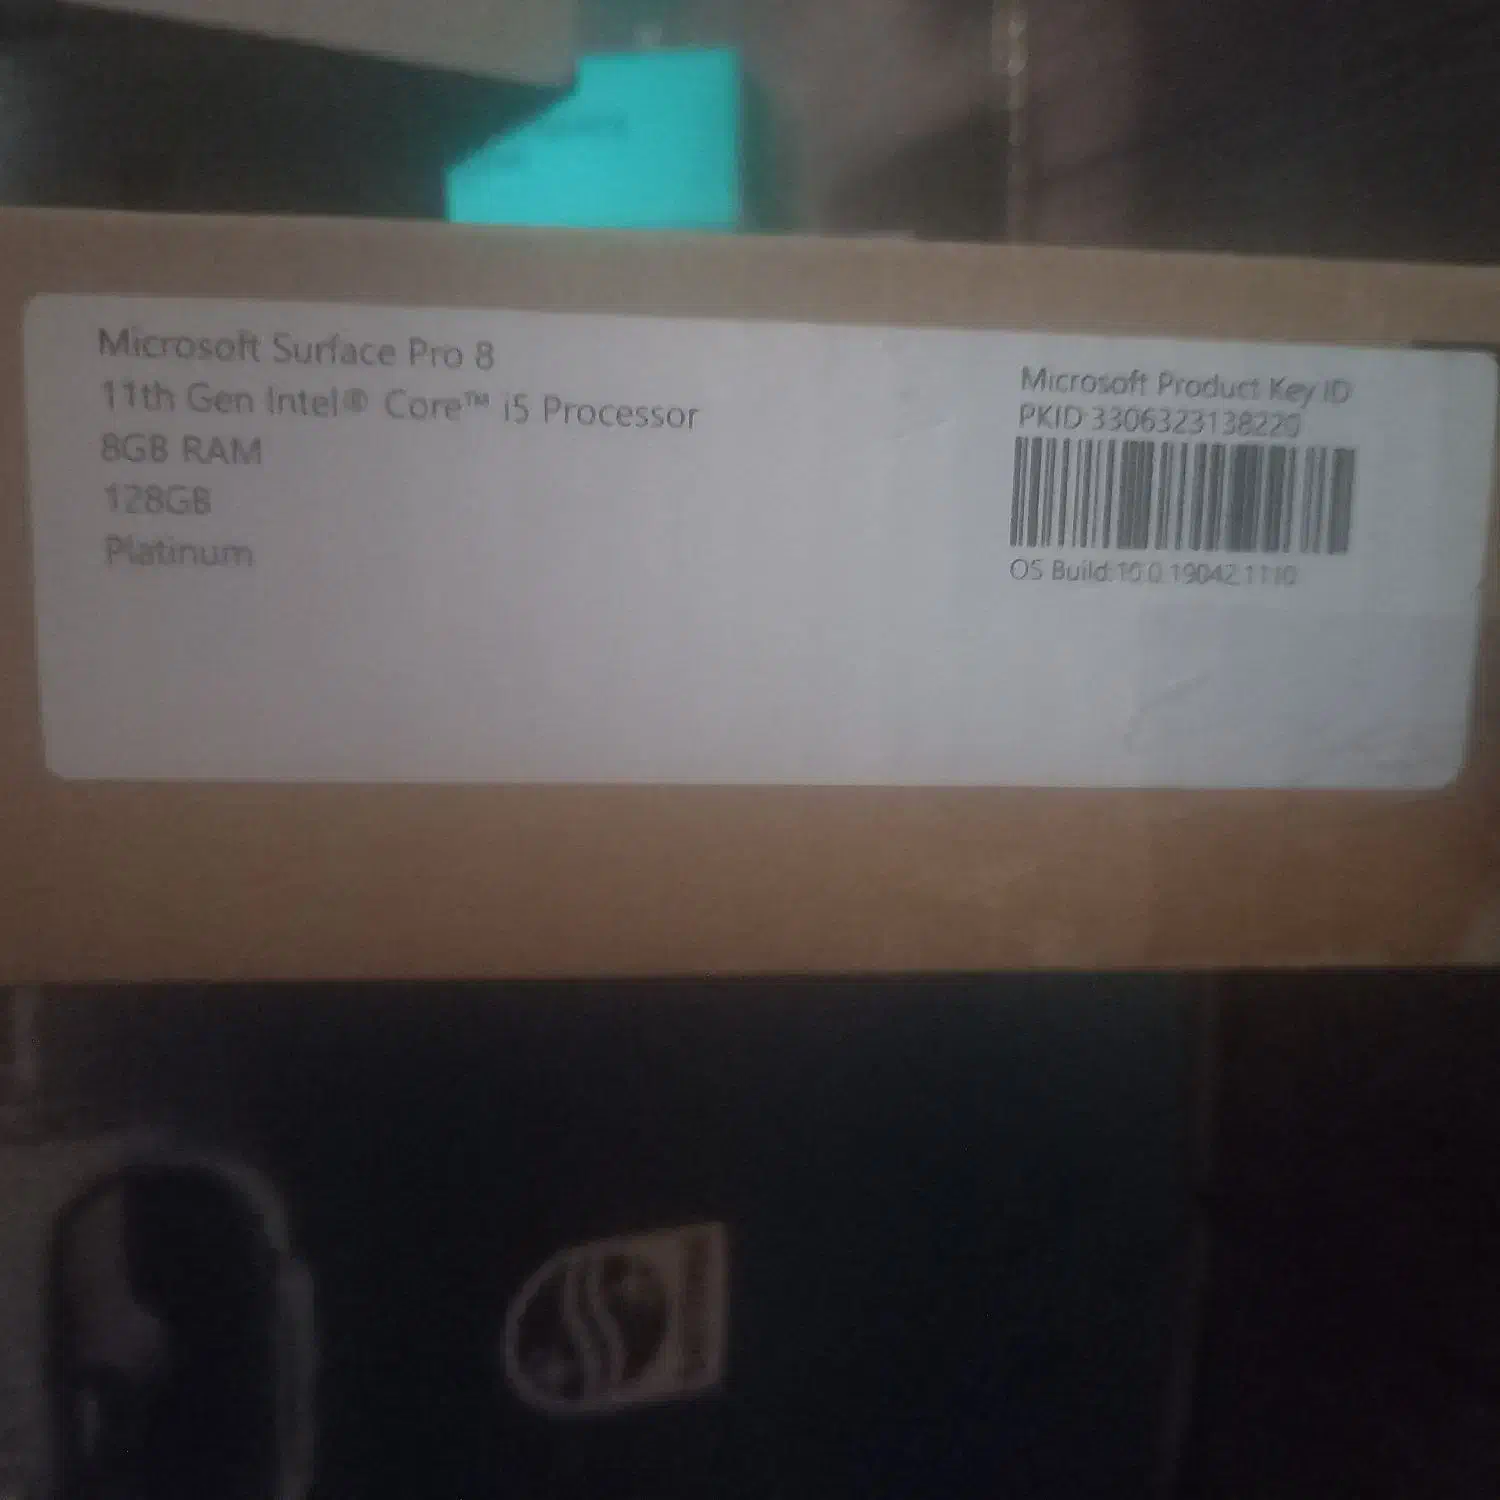 Microsoft Surface Pro 8
11th Gen Intel® Core™ i5 Processor
8GB RAM
128GB
Platinum
Microsoft Product Key ID
PKID:3306323138220
OS Build:10.0.19042.1110